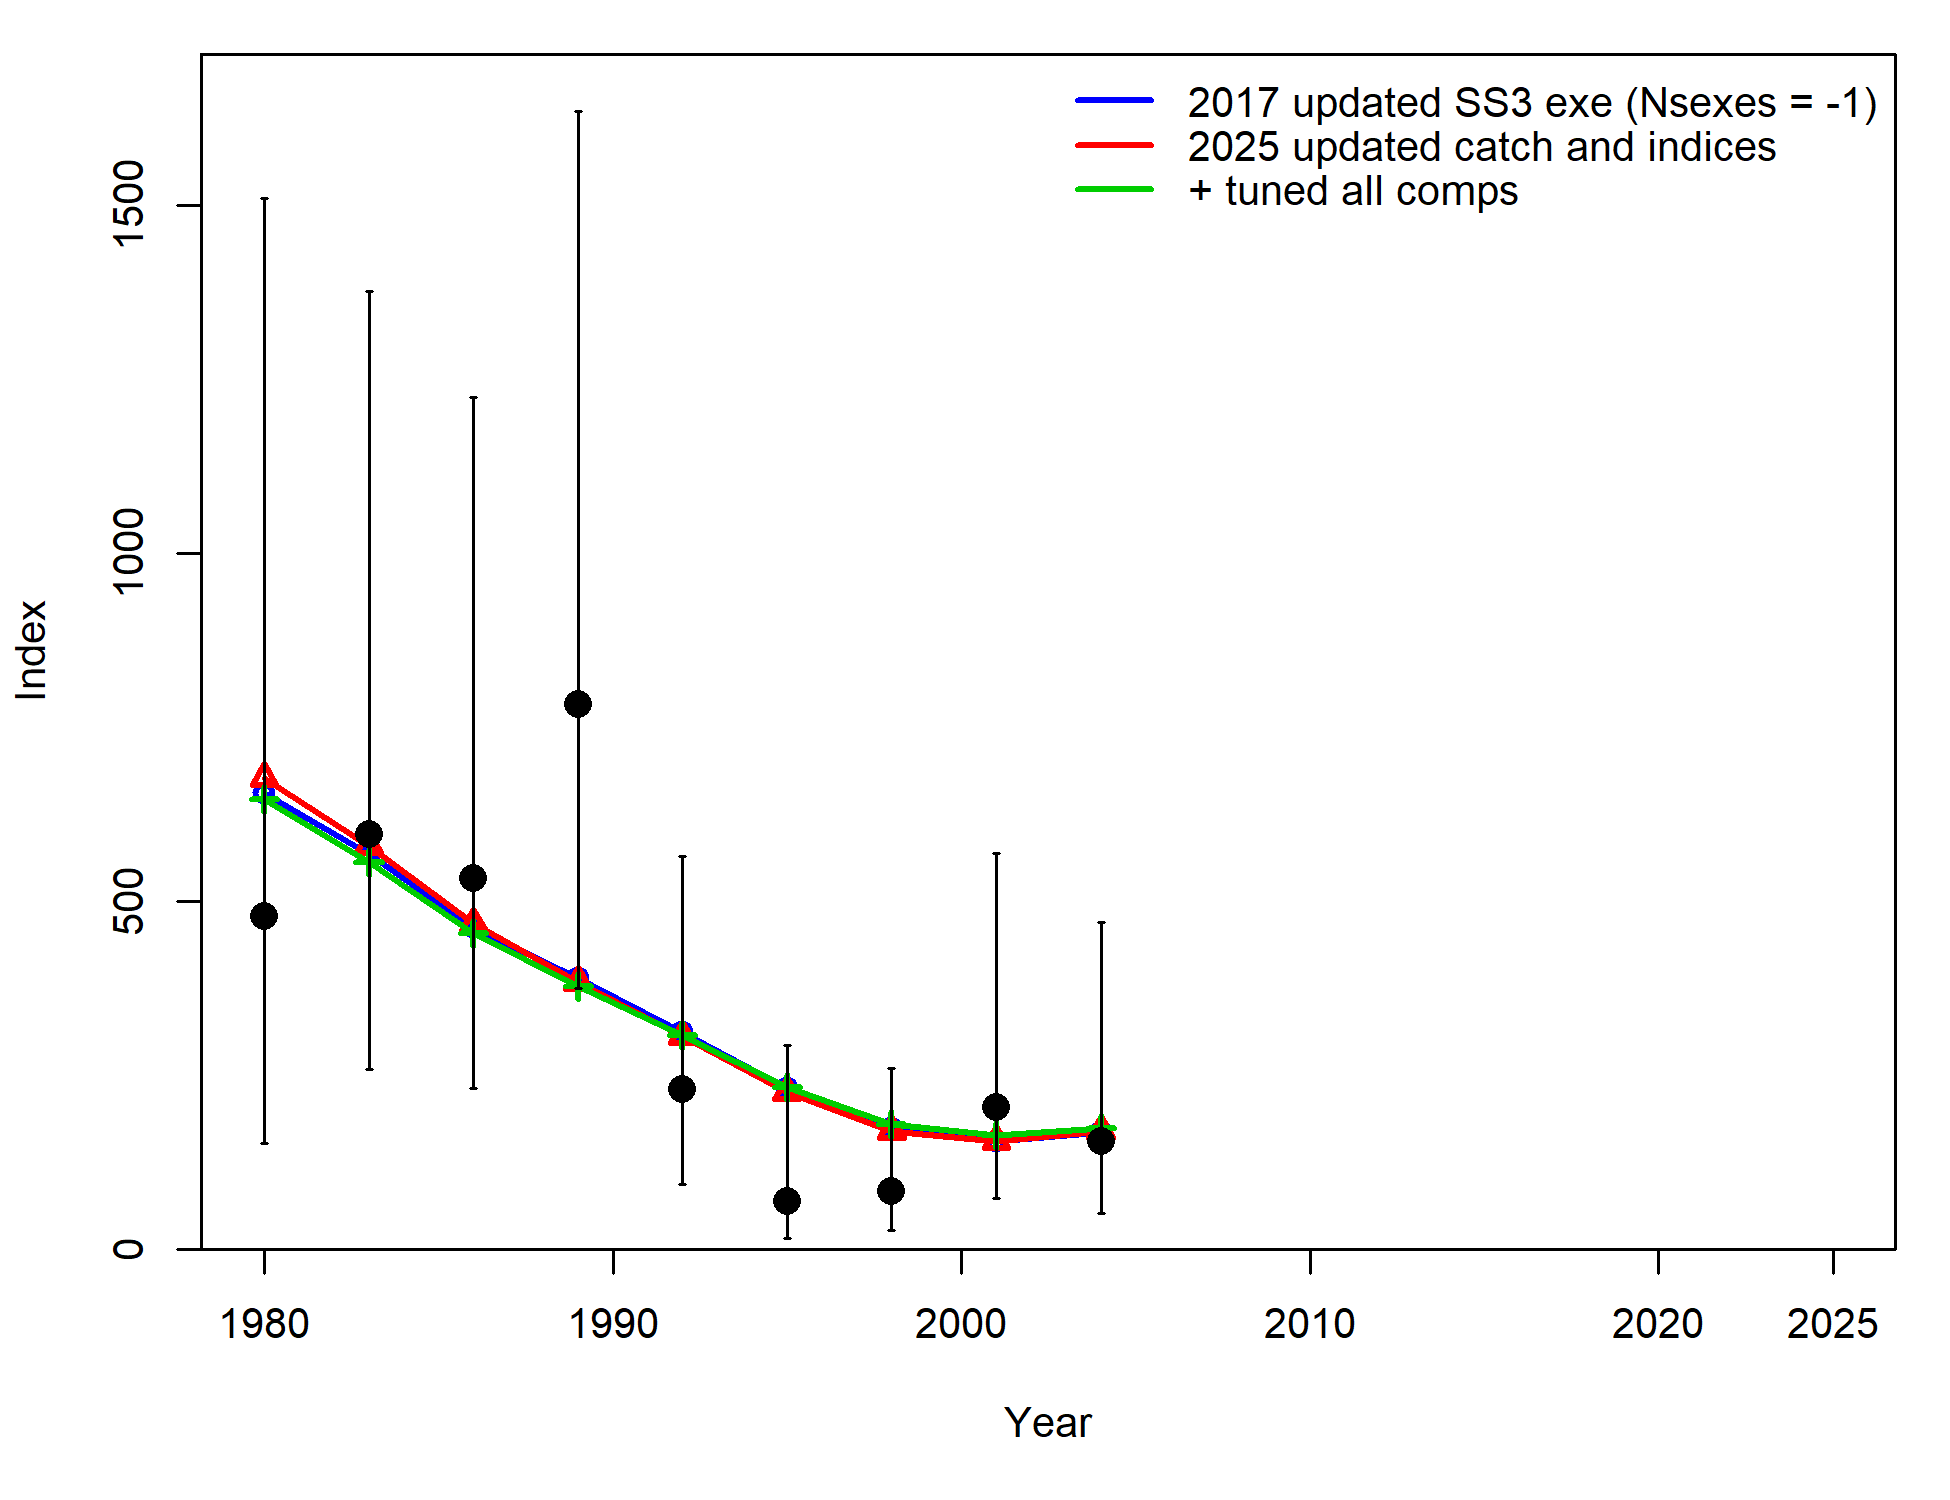 2017 updated SS3 exe (Nsexes = -1)
2025 updated catch and indices
+ tuned all comps
1500
1000
500
0
Index
1980 1990 2000 2010 2020 2025
Year